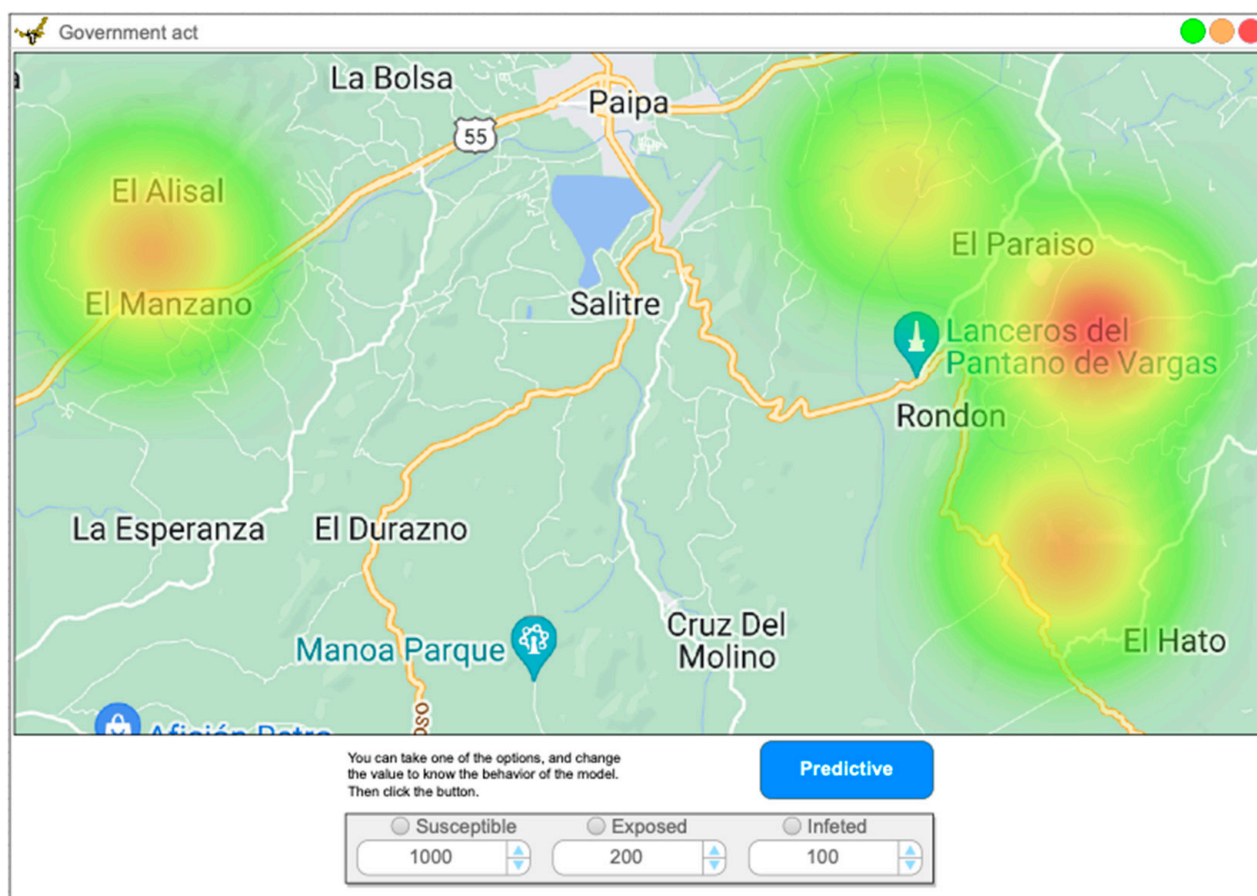 Government act
a
La Bolsa
Paipa
55
El Alisal
El Paraiso
El Manzano
Salitre
Lanceros del
Pantano de Vargas
Rondon
La Esperanza
El Durazno
Cruz Del
Molino
El Hato
Manoa Parque
oso
You can take one of the options, and change
the value to know the behavior of the model.
Then click the button.
Predictive
Susceptible Exposed Infeted
1000 200 100